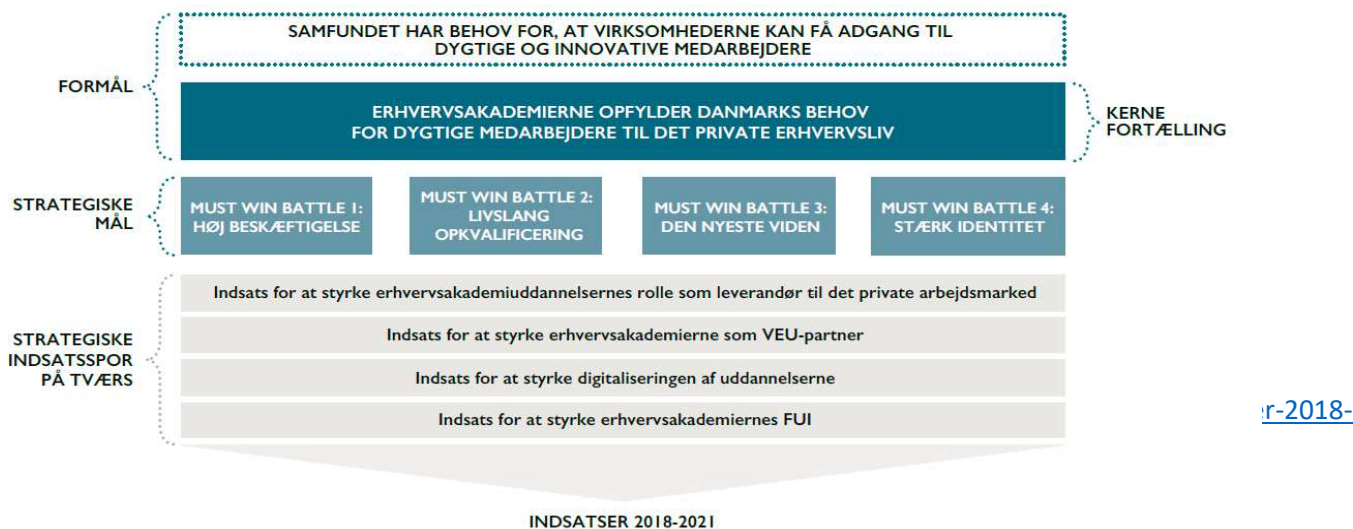 SAMFUNDET HAR BEHOV FOR, AT VIRKSOMHEDERNE KAN FÅ ADGANG TIL
DYGTIGE OG INNOVATIVE MEDARBEJDERE
FORMÅL
ERHVERVSAKADEMIERNE OPFYLDER DANMARKS BEHOV
FOR DYGTIGE MEDARBEJDERE TIL DET PRIVATE ERHVERVSLIV
KERNE
FORTÆLLING
STRATEGISKE
MÅL
MUST WIN BATTLE 1:
HØJ BESKÆFTIGELSE
MUST WIN BATTLE 2:
LIVSLANG
OPKVALIFICERING
MUST WIN BATTLE 3:
DEN NYESTE VIDEN
MUST WIN BATTLE 4:
STÆRK IDENTITET
STRATEGISKE
INDSATSSPOR
PÅ TVÆRS
Indsats for at styrke erhvervsakademiuddannelsernes rolle som leverandør til det private arbejdsmarked
Indsats for at styrke erhvervsakademierne som VEU-partner
Indsats for at styrke digitaliseringen af uddannelserne
Indsats for at styrke erhvervsakademiernes FUI
r-2018-
INDSATSER 2018-2021